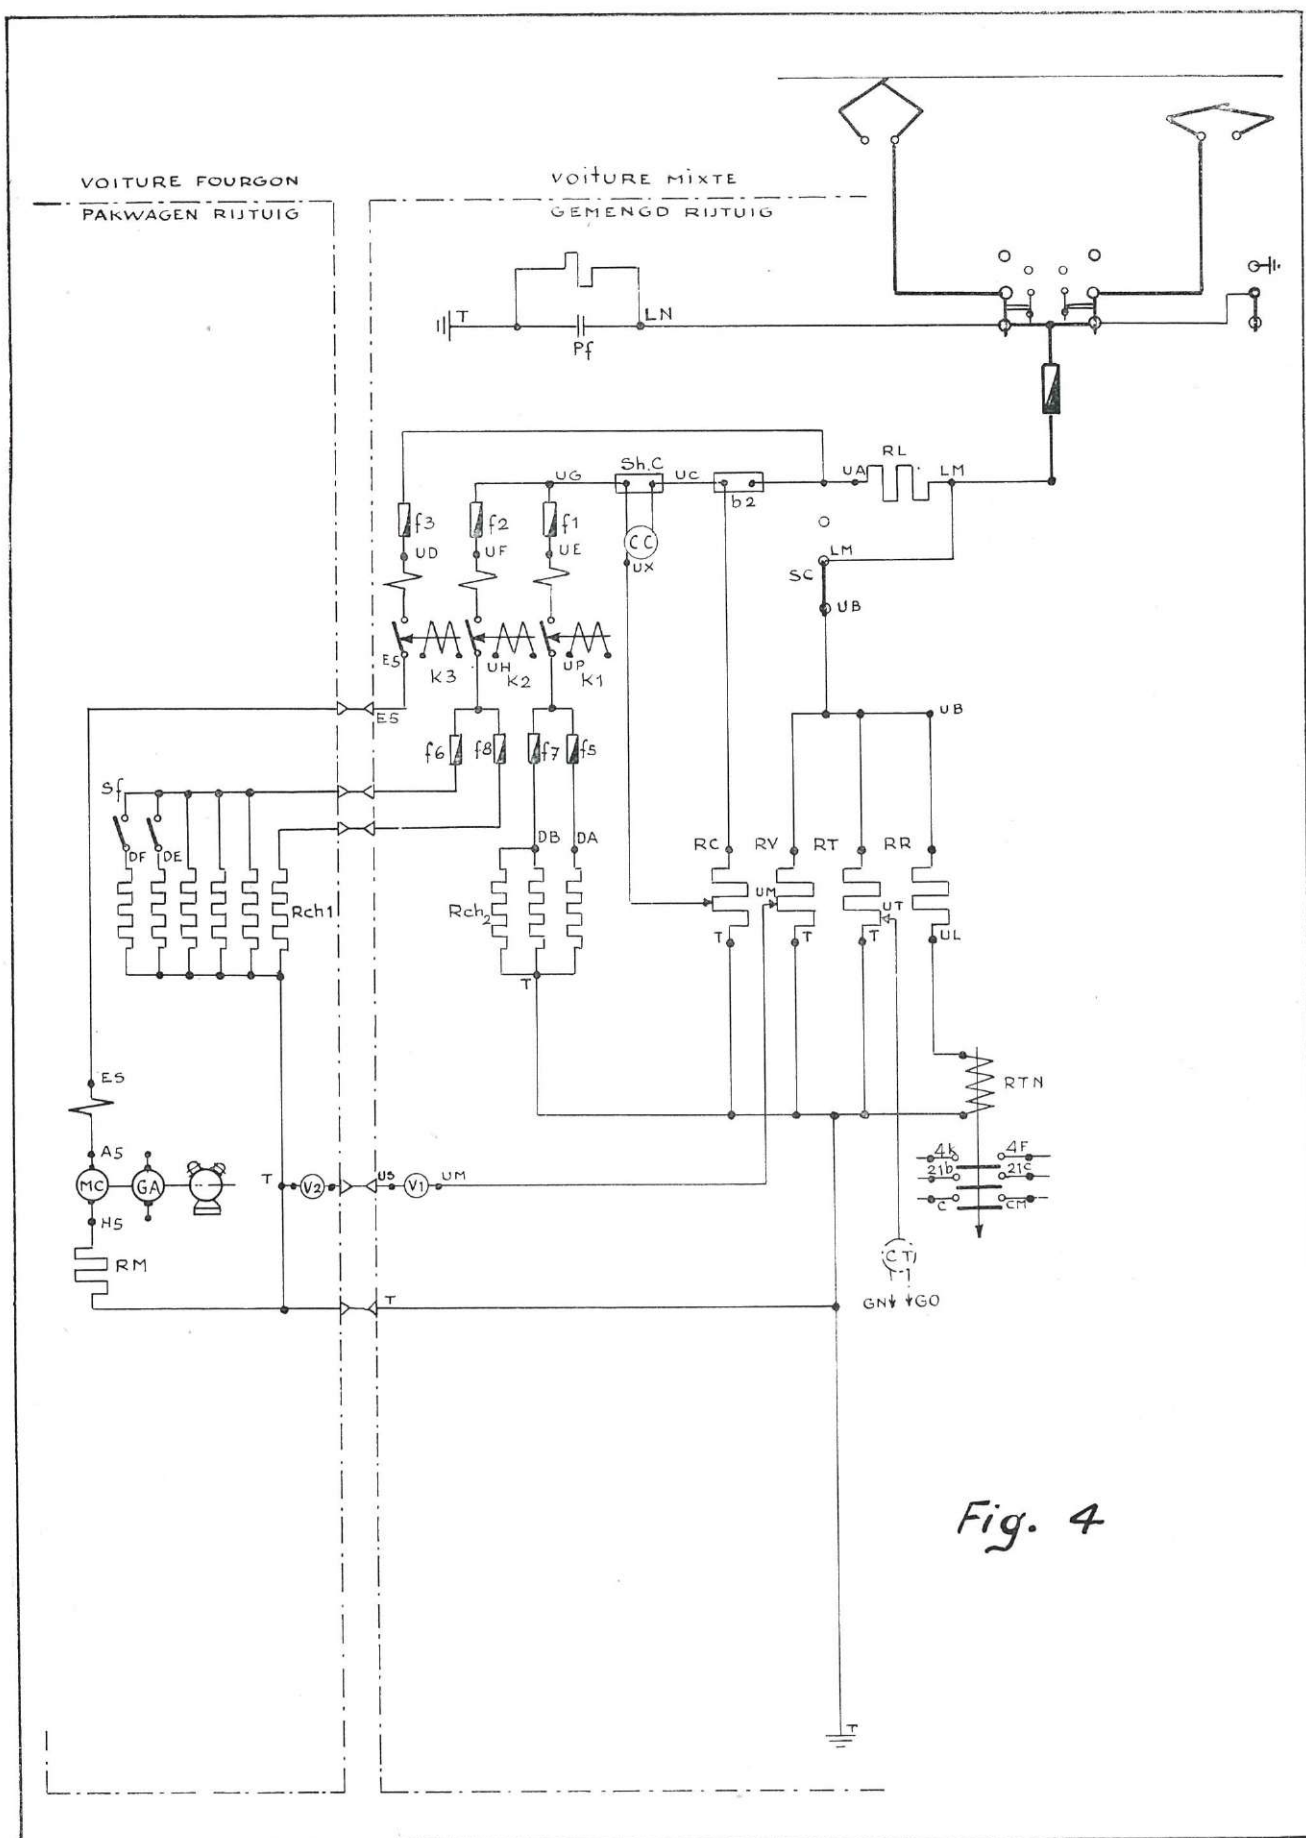 VOITURE FOURGON
PAKWAGEN RIJTUIG
VOITURE MIXTE
GEMENGD RIJTUIG
T
LN
Pf
Sh.C
RL
UG
UC
UA
LM
b2
f3
f2
f1
CC
UD
UF
UE
UX
LM
SC
UB
E5
UH
UP
K3
K2
K1
E5
UB
f6
f8
f7
f5
Sf
DF
DE
DB
DA
RC
RV
RT
RR
Rch1
Rch2
UM
UT
T
T
T
UL
T
E5
RTN
A5
4k
4F
T
U5
UM
21b
21c
MC
GA
V2
V1
C
CM
H5
RM
CT
T
GN
GO
Fig. 4
T